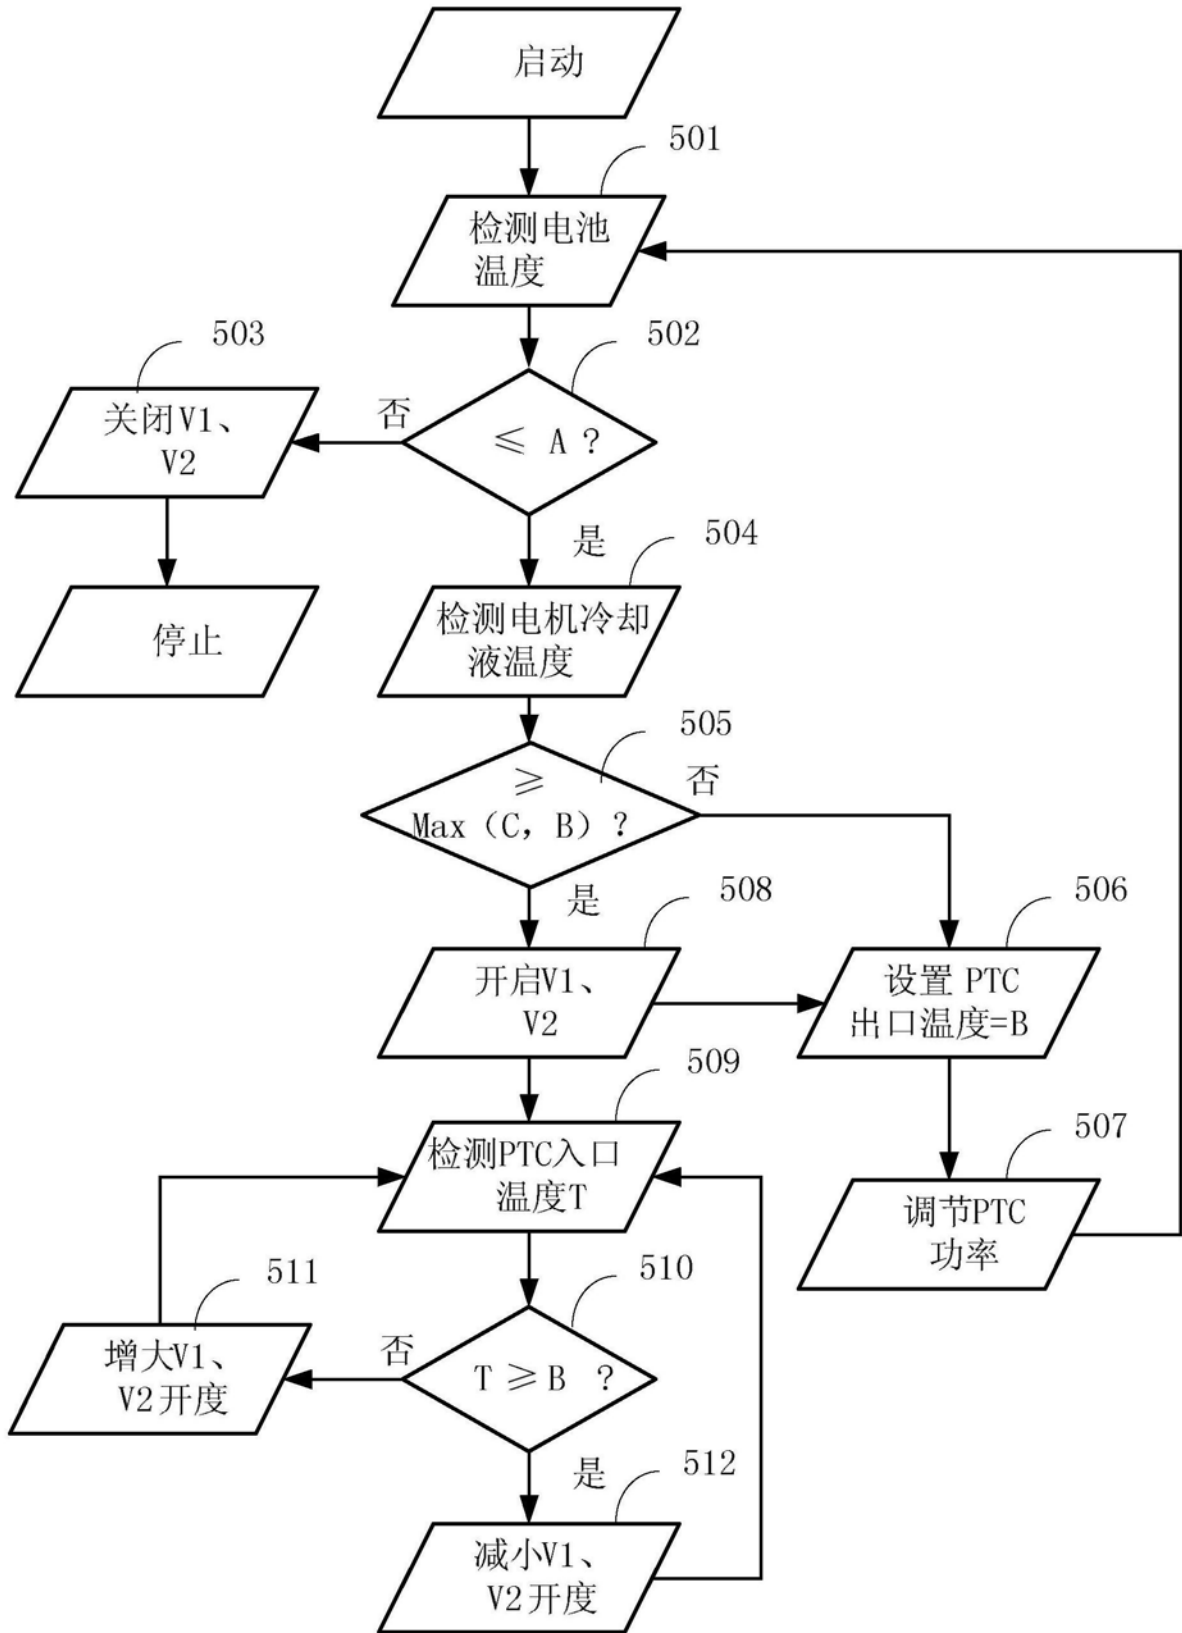 启动
501
检测电池
温度
503
502
关闭V1、
V2
否
≤ A ?
是
504
停止
检测电机冷却
液温度
505
≥
Max（C，B）?
否
是
508
506
开启V1、
V2
设置 PTC
出口温度=B
509
507
检测PTC入口
温度T
调节PTC
功率
511
510
增大V1、
V2开度
否
T ≥B ?
是
512
减小V1、
V2开度